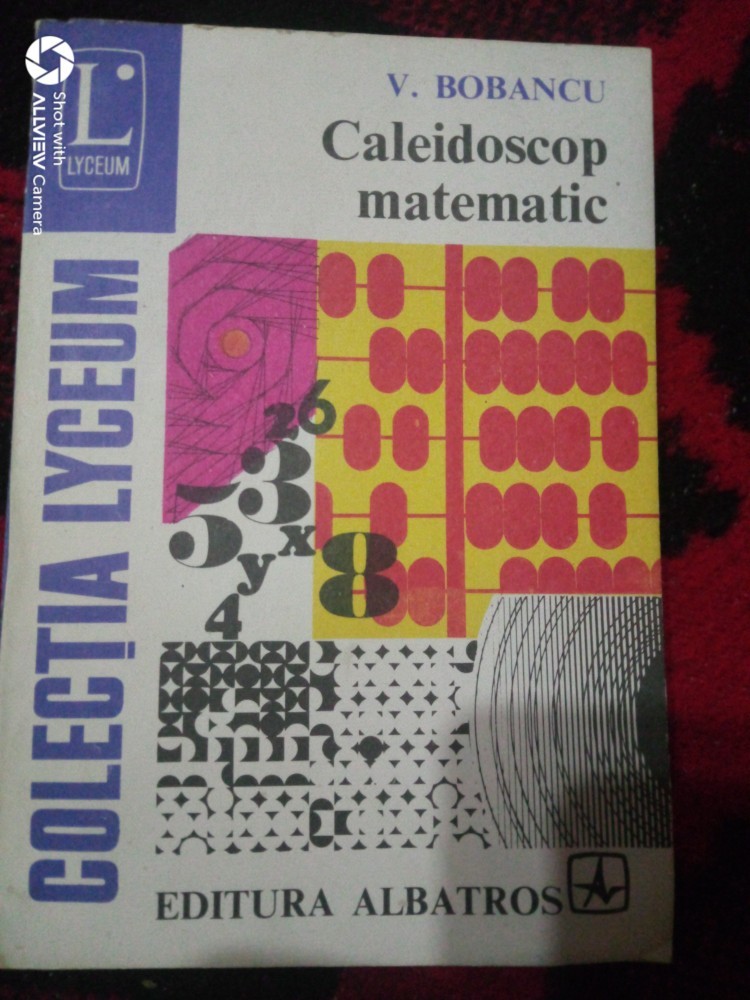 Shot with
ALLVIEW Camera
L
LYCEUM
V. BOBANCU
Caleidoscop
matematic
COLECȚIA LYCEUM
26
3
5
y
x
8
4
EDITURA ALBATROS